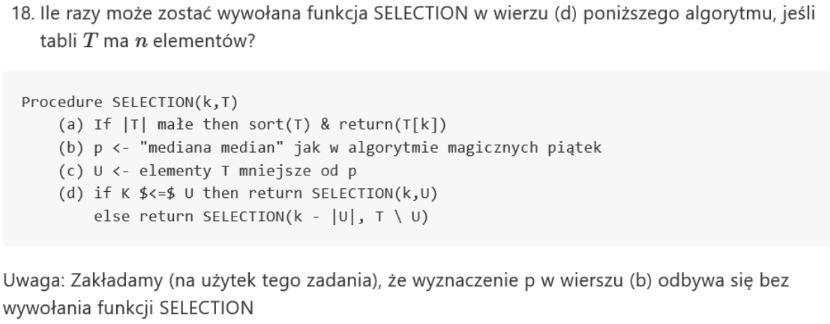 18. Ile razy może zostać wywołana funkcja SELECTION w wierzu (d) poniższego algorytmu, jeśli
tabli T ma n elementów?
Procedure SELECTION(k,T)
(a) If |T| małe then sort(T) & return(T[k])
(b) p <- "mediana median" jak w algorytmie magicznych piątek
(c) U <- elementy T mniejsze od p
(d) if K $<=$ U then return SELECTION(k,U)
else return SELECTION(k - |U|, T \ U)
Uwaga: Zakładamy (na użytek tego zadania), że wyznaczenie p w wierszu (b) odbywa się bez
wywołania funkcji SELECTION